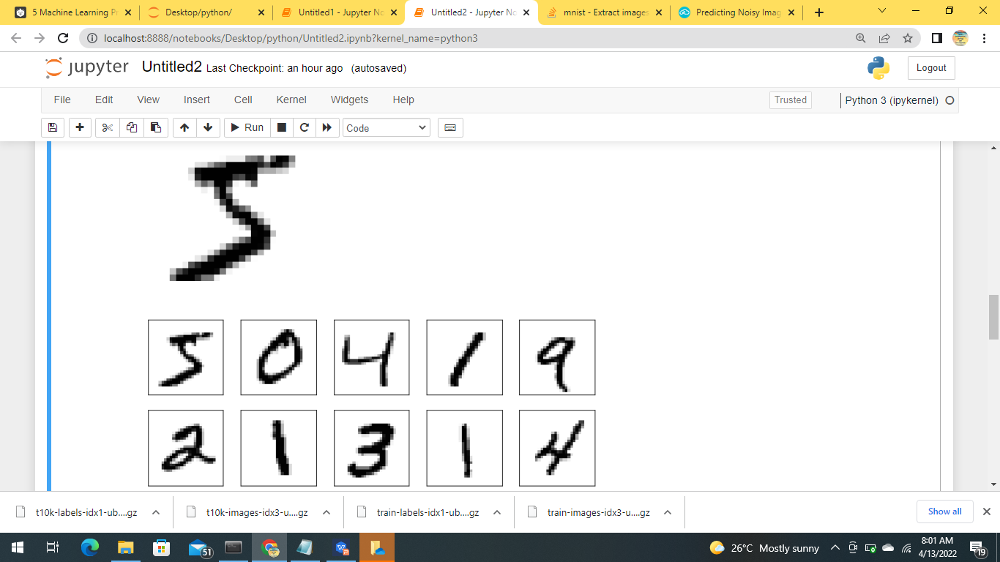 5 Machine Learning Pr
Desktop/python/
Untitled1 - Jupyter No
Untitled2 - Jupyter No
mnist - Extract images
Predicting Noisy Imag
localhost:8888/notebooks/Desktop/python/Untitled2.ipynb?kernel_name=python3
jupyter Untitled2 Last Checkpoint: an hour ago (autosaved)
Logout
File Edit View Insert Cell Kernel Widgets Help
Trusted
Python 3 (ipykernel)
Run
Code
5
5 0 4 1 9
2 1 3 1 4
t10k-labels-idx1-ub....gz
t10k-images-idx3-u....gz
train-labels-idx1-ub....gz
train-images-idx3-u....gz
Show all
51
26°C Mostly sunny
8:01 AM
4/13/2022
19